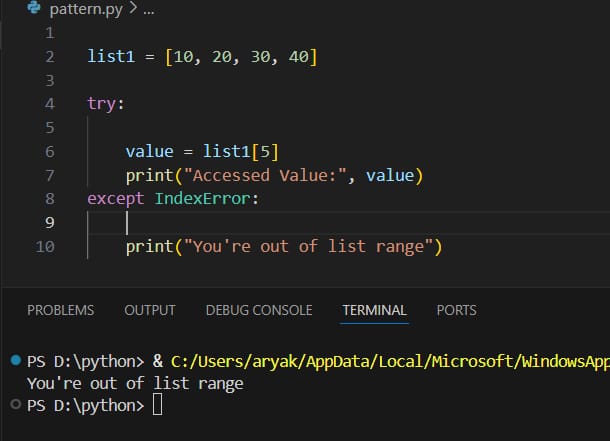 pattern.py > ...
1
2 list1 = [10, 20, 30, 40]
3
4 try:
5
6 value = list1[5]
7 print("Accessed Value:", value)
8 except IndexError:
9
10 print("You're out of list range")
PROBLEMS OUTPUT DEBUG CONSOLE TERMINAL PORTS
PS D:\python> & C:/Users/aryak/AppData/Local/Microsoft/WindowsApp
You're out of list range
PS D:\python>